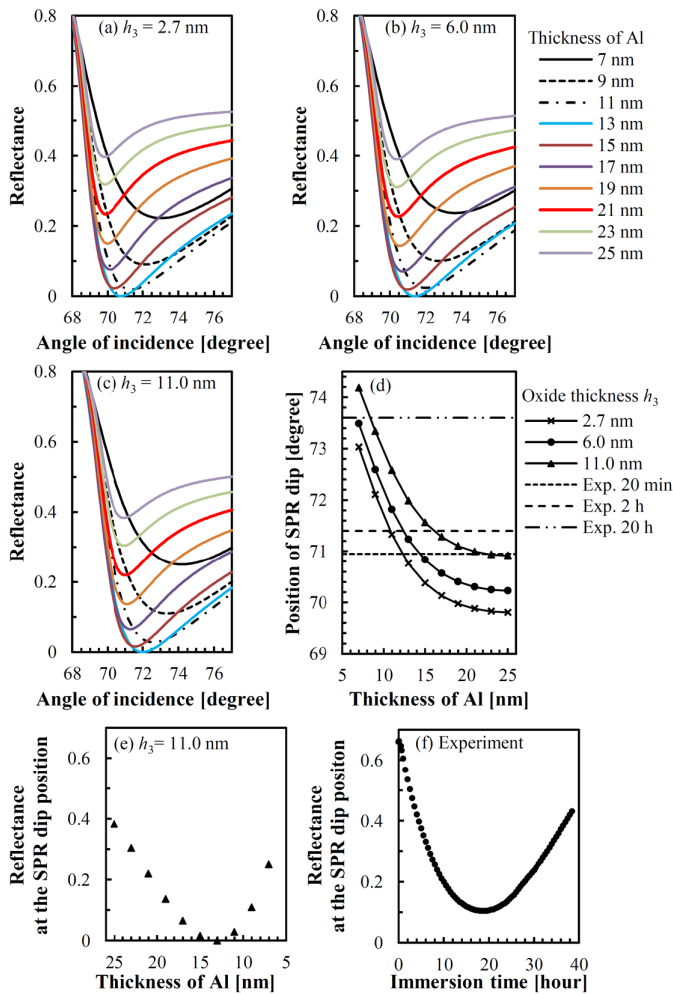 (a) h3 = 2.7 nm
0.8
0.6
0.4
0.2
0
68 70 72 74 76
Reflectance
Angle of incidence [degree]
(b) h3 = 6.0 nm
0.8
0.6
0.4
0.2
0
68 70 72 74 76
Reflectance
Angle of incidence [degree]
Thickness of Al
7 nm
9 nm
11 nm
13 nm
15 nm
17 nm
19 nm
21 nm
23 nm
25 nm
(c) h3 = 11.0 nm
0.8
0.6
0.4
0.2
0
68 70 72 74 76
Reflectance
Angle of incidence [degree]
(d)
74
73
72
71
70
69
5 10 15 20 25
Position of SPR dip [degree]
Thickness of Al [nm]
Oxide thickness h3
2.7 nm
6.0 nm
11.0 nm
Exp. 20 min
Exp. 2 h
Exp. 20 h
(e) h3= 11.0 nm
0.6
0.4
0.2
0
25 20 15 10 5
Reflectance
at the SPR dip position
Thickness of Al [nm]
(f) Experiment
0.6
0.4
0.2
0
0 10 20 30 40
Reflectance
at the SPR dip positon
Immersion time [hour]